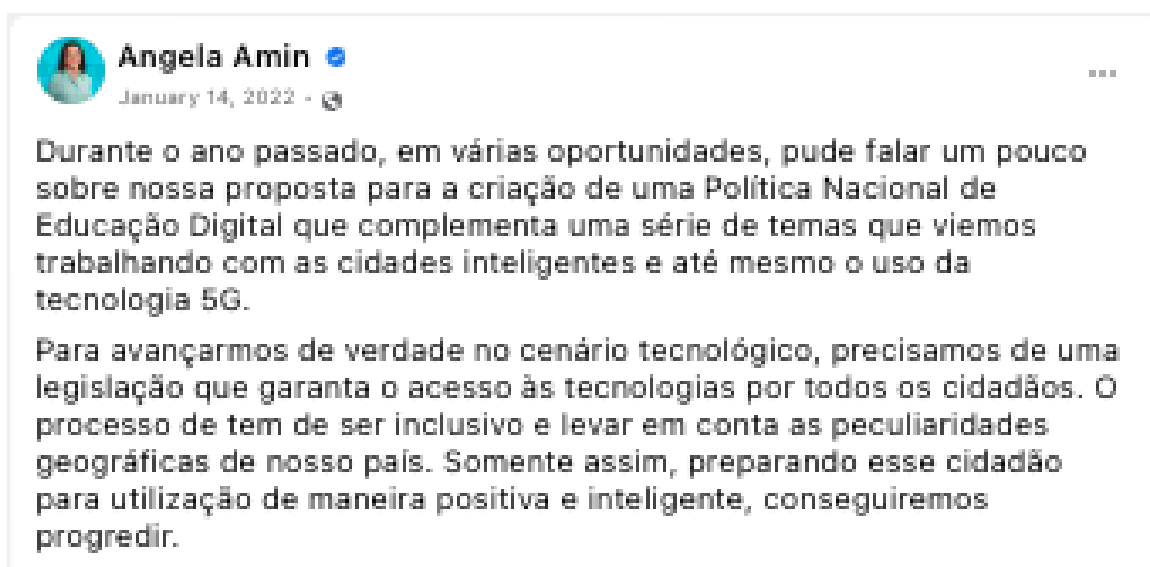 Angela Amin
January 14, 2022 ·
Durante o ano passado, em várias oportunidades, pude falar um pouco
sobre nossa proposta para a criação de uma Política Nacional de
Educação Digital que complementa uma série de temas que viemos
trabalhando com as cidades inteligentes e até mesmo o uso da
tecnologia 5G.
Para avançarmos de verdade no cenário tecnológico, precisamos de uma
legislação que garanta o acesso às tecnologias por todos os cidadãos. O
processo de tem de ser inclusivo e levar em conta as peculiaridades
geográficas de nosso país. Somente assim, preparando esse cidadão
para utilização de maneira positiva e inteligente, conseguiremos
progredir.